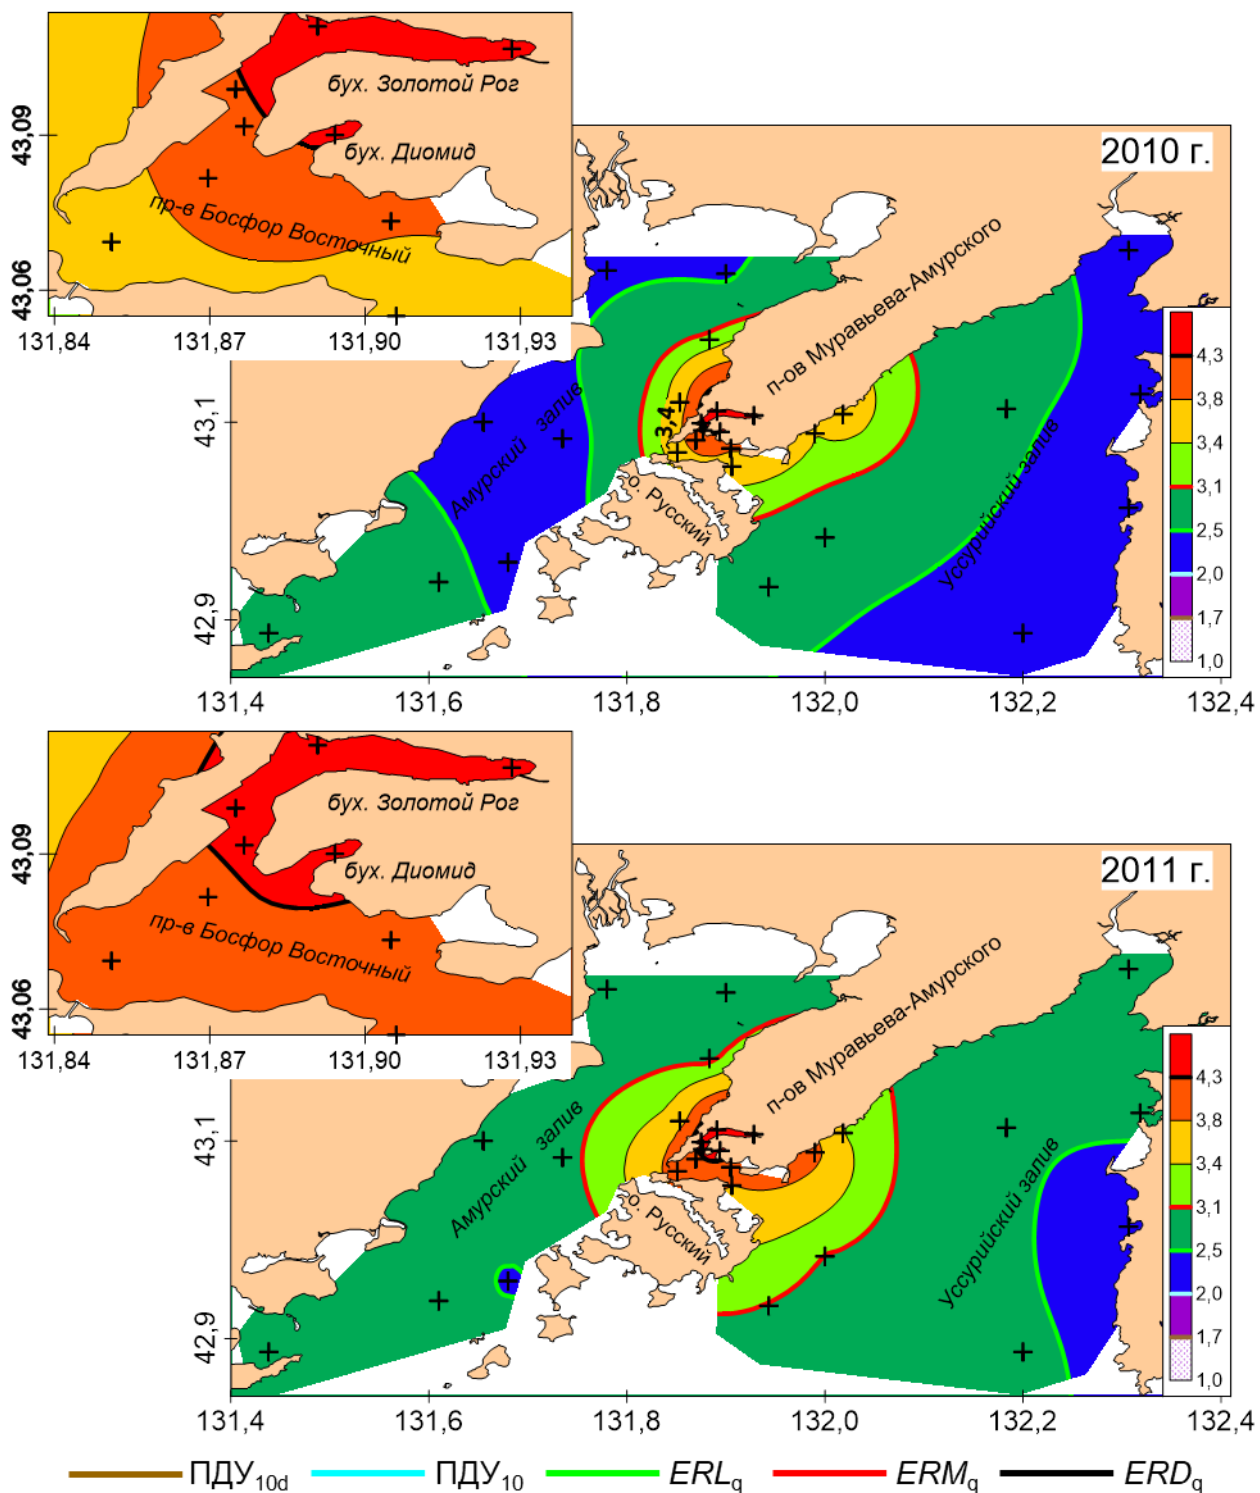 бух. Золотой Рог
бух. Диомид
пр-в Босфор Восточный
43,09
43,06
131,84 131,87 131,90 131,93
2010 г.
п-ов Муравьева-Амурского
Амурский залив
3,4
о. Русский
Уссурийский залив
43,1
42,9
4,3
3,8
3,4
3,1
2,5
2,0
1,7
1,0
131,4 131,6 131,8 132,0 132,2 132,4
бух. Золотой Рог
бух. Диомид
пр-в Босфор Восточный
43,09
43,06
131,84 131,87 131,90 131,93
2011 г.
п-ов Муравьева-Амурского
Амурский залив
о. Русский
Уссурийский залив
43,1
42,9
4,3
3,8
3,4
3,1
2,5
2,0
1,7
1,0
131,4 131,6 131,8 132,0 132,2 132,4
ПДУ10d ПДУ10 ERLq ERMq ERDq